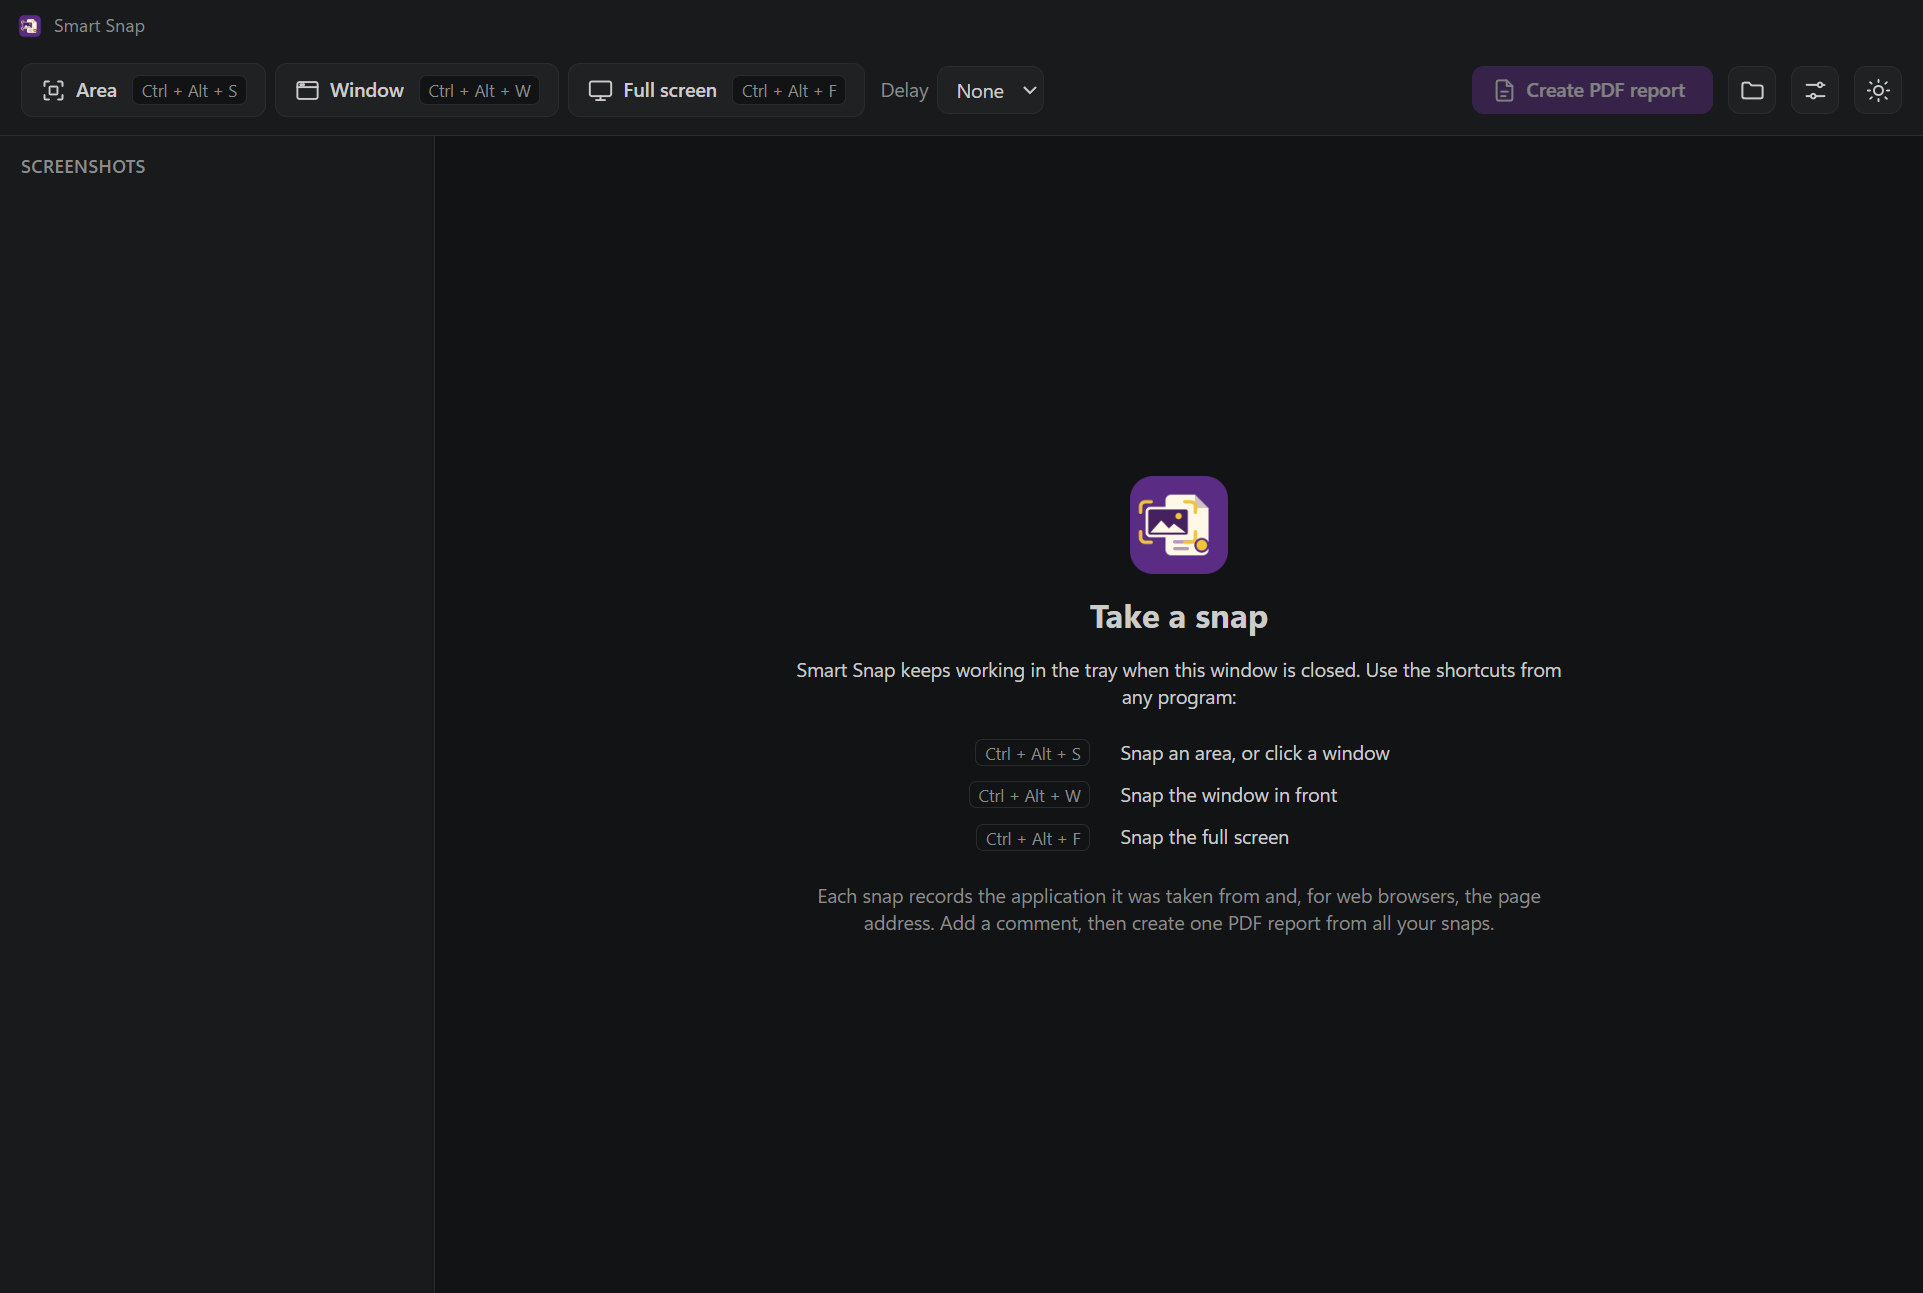 Smart Snap
Area Ctrl + Alt + S Window Ctrl + Alt + W Full screen Ctrl + Alt + F Delay None Create PDF report
SCREENSHOTS
Take a snap
Smart Snap keeps working in the tray when this window is closed. Use the shortcuts from
any program:
Ctrl + Alt + S Snap an area, or click a window
Ctrl + Alt + W Snap the window in front
Ctrl + Alt + F Snap the full screen
Each snap records the application it was taken from and, for web browsers, the page
address. Add a comment, then create one PDF report from all your snaps.